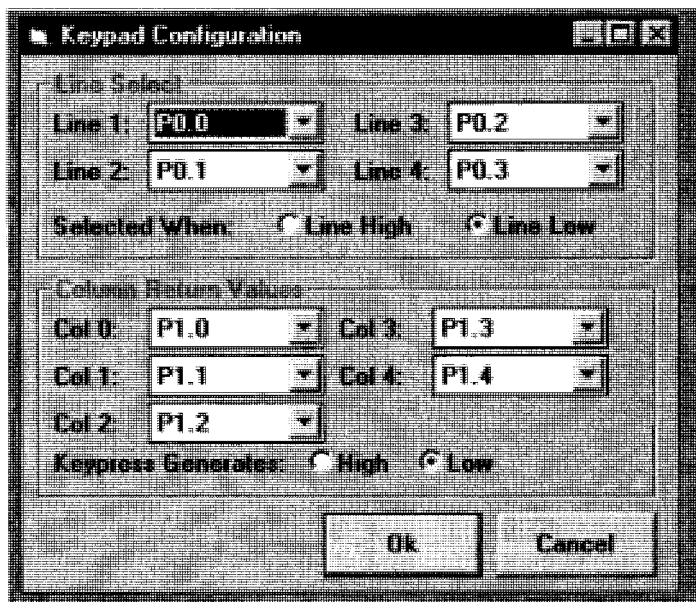 Keypad Configuration
Line Select
Line 1: P0.0 Line 3: P0.2
Line 2: P0.1 Line 4: P0.3
Selected When: Line High Line Low
Column Return Values
Col 0: P1.0 Col 3: P1.3
Col 1: P1.1 Col 4: P1.4
Col 2: P1.2
Keypress Generates: High Low
Ok Cancel